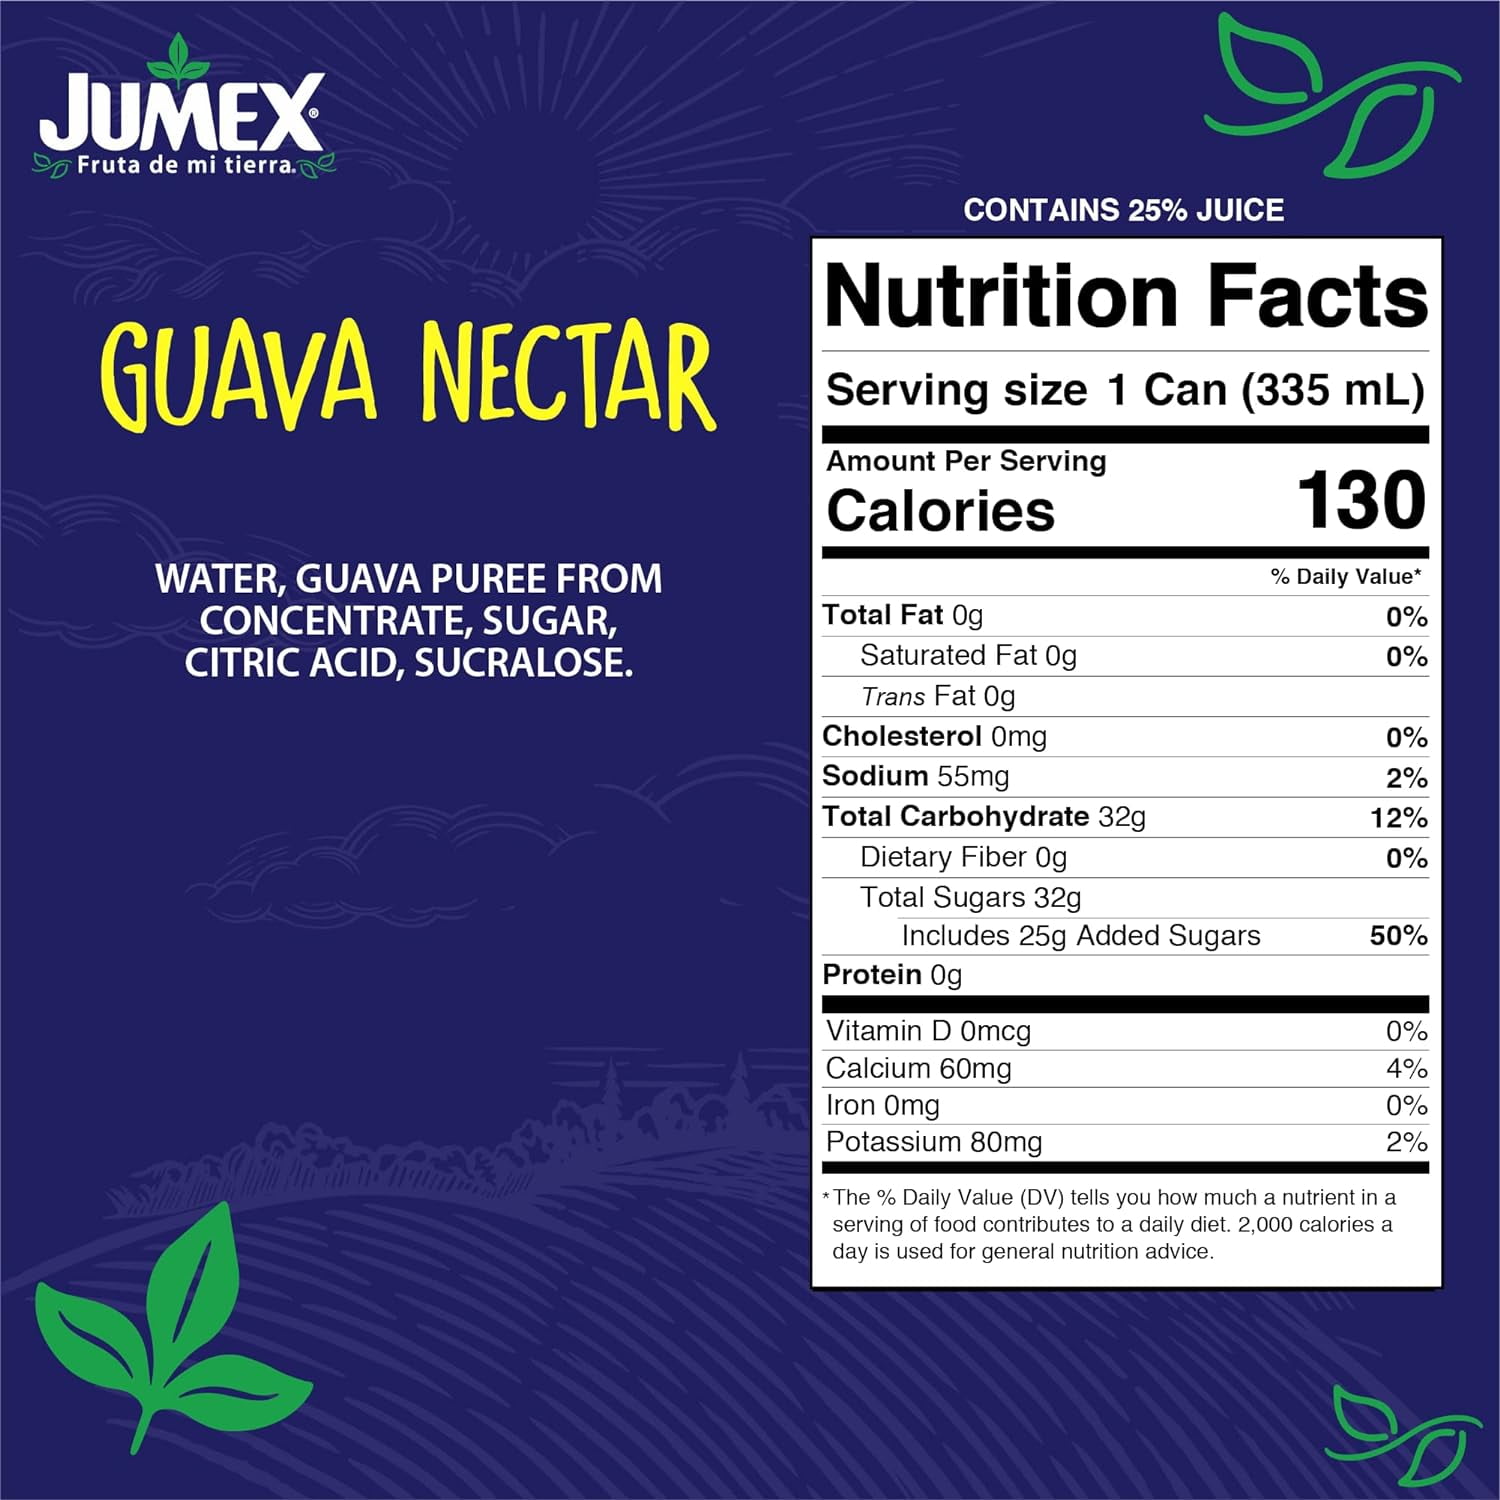 JUMEX®
Fruta de mi tierra®
GUAVA NECTAR
WATER, GUAVA PUREE FROM
CONCENTRATE, SUGAR,
CITRIC ACID, SUCRALOSE.
CONTAINS 25% JUICE
Nutrition Facts
Serving size 1 Can (335 mL)
Amount Per Serving
Calories 130
% Daily Value*
Total Fat 0g 0%
Saturated Fat 0g 0%
Trans Fat 0g
Cholesterol 0mg 0%
Sodium 55mg 2%
Total Carbohydrate 32g 12%
Dietary Fiber 0g 0%
Total Sugars 32g
Includes 25g Added Sugars 50%
Protein 0g
Vitamin D 0mcg 0%
Calcium 60mg 4%
Iron 0mg 0%
Potassium 80mg 2%
* The % Daily Value (DV) tells you how much a nutrient in a
serving of food contributes to a daily diet. 2,000 calories a
day is used for general nutrition advice.